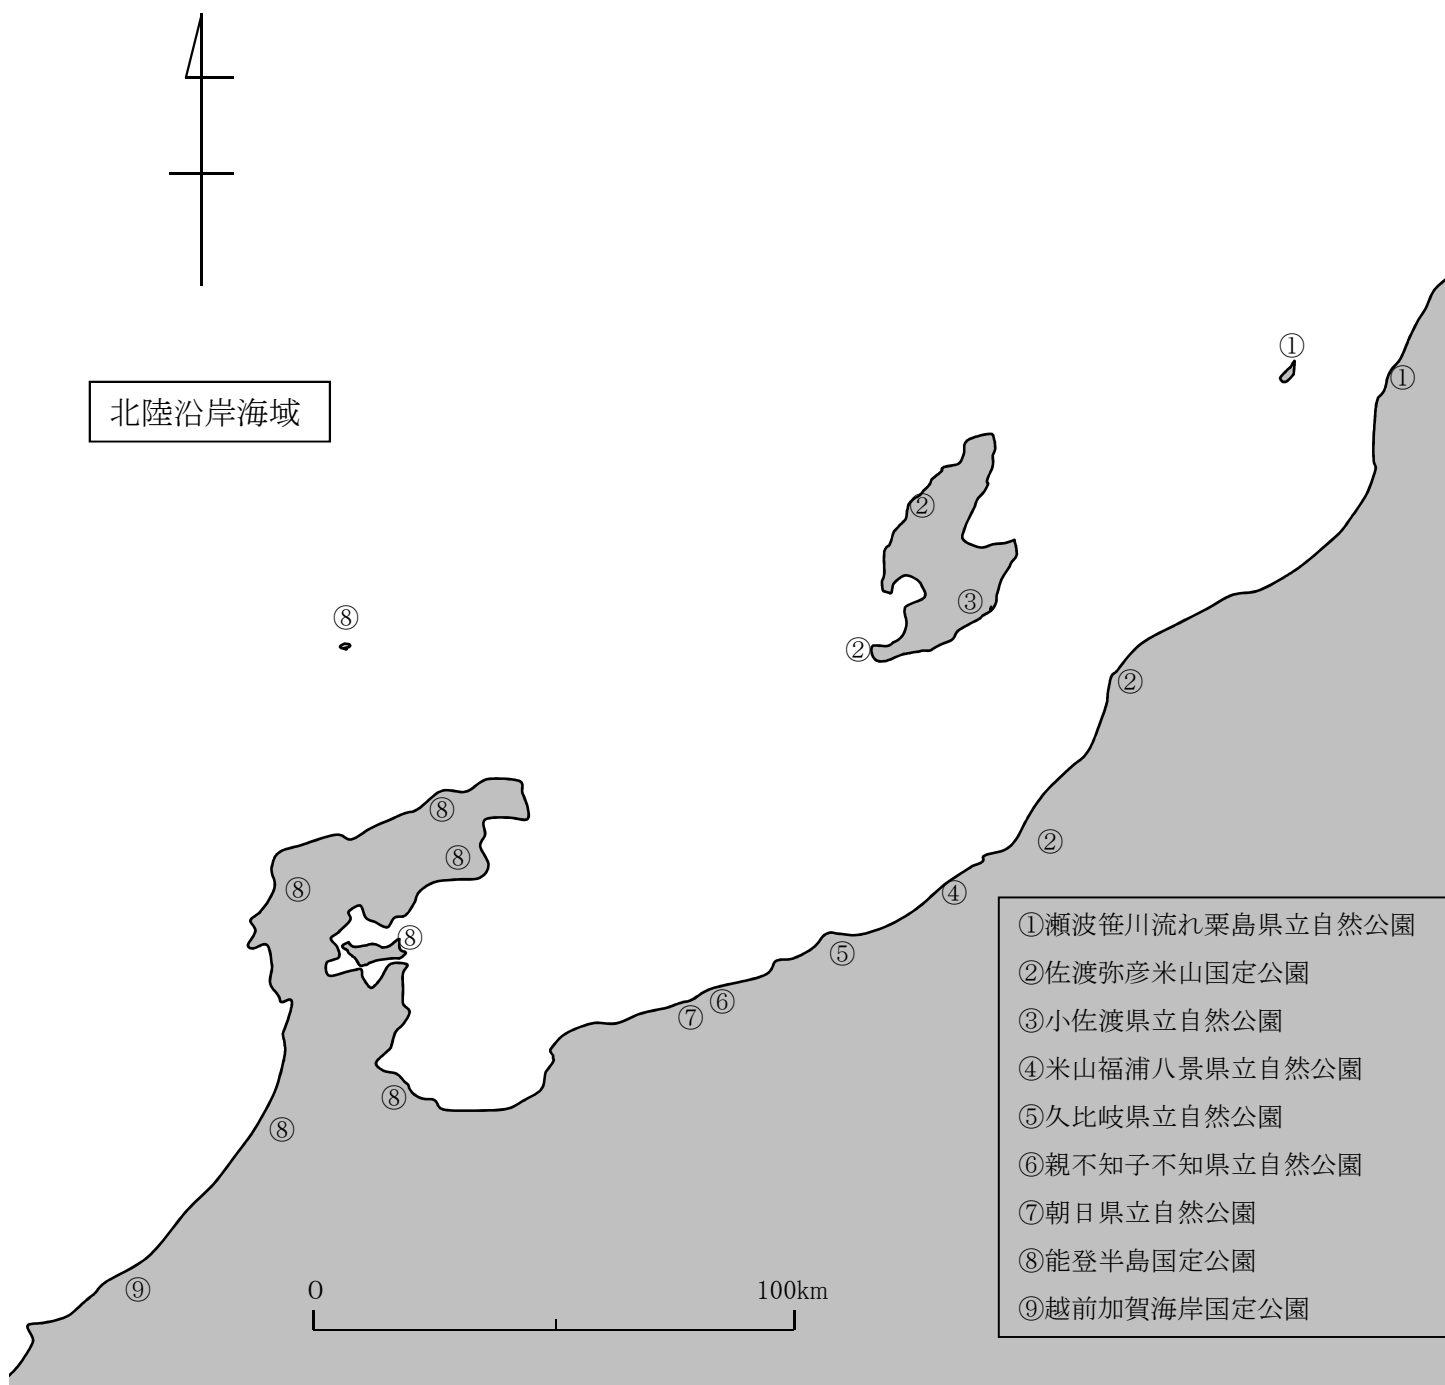 ①
①
北陸沿岸海域
②
③
⑧
②
②
⑧
②
⑧
⑧
④
⑧
⑤
⑥
⑦
⑧
⑧
⑨
0 100km
①瀬波笹川流れ粟島県立自然公園
②佐渡弥彦米山国定公園
③小佐渡県立自然公園
④米山福浦八景県立自然公園
⑤久比岐県立自然公園
⑥親不知子不知県立自然公園
⑦朝日県立自然公園
⑧能登半島国定公園
⑨越前加賀海岸国定公園